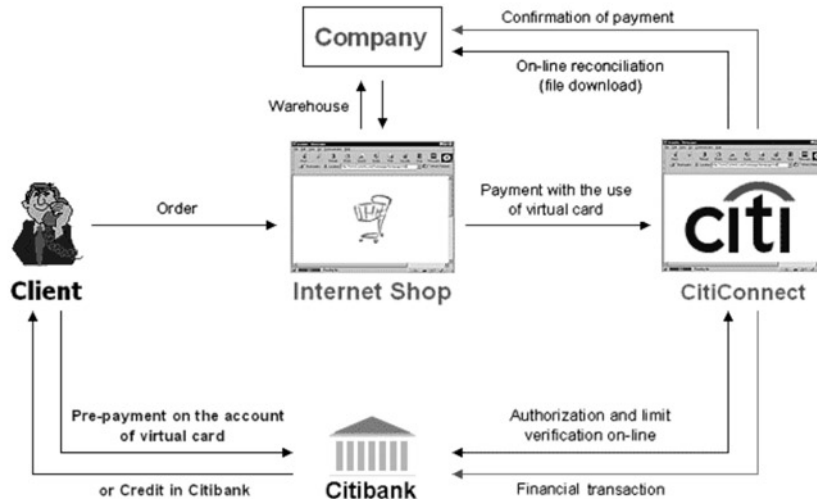 Confirmation of payment
Company
On-line reconciliation
(file download)
Warehouse
Order
Payment with the use
of virtual card
citi
Client
Internet Shop
CitiConnect
Pre-payment on the account
of virtual card
Authorization and limit
verification on-line
or Credit in Citibank
Citibank
Financial transaction